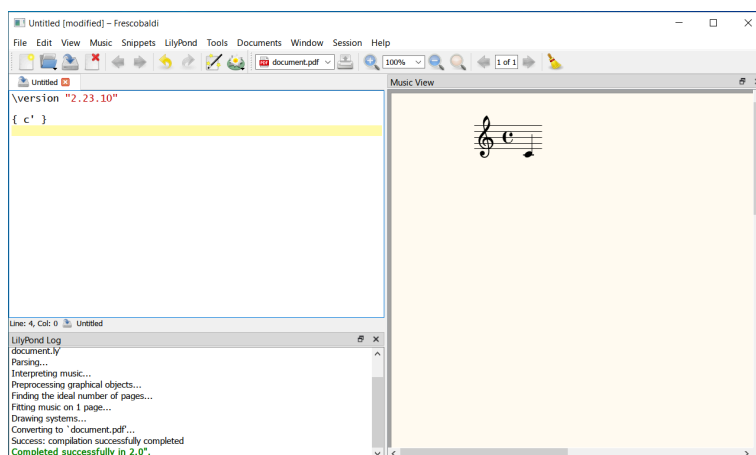 Untitled [modified] – Frescobaldi
File Edit View Music Snippets LilyPond Tools Documents Window Session Help
document.pdf 100% 1 of 1
Untitled
Music View
\version "2.23.10"
{ c' }
Line: 4, Col: 0 Untitled
LilyPond Log
document.ly'
Parsing...
Interpreting music...
Preprocessing graphical objects...
Finding the ideal number of pages...
Fitting music on 1 page...
Drawing systems...
Converting to `document.pdf'...
Success: compilation successfully completed
Completed successfully in 2.0".